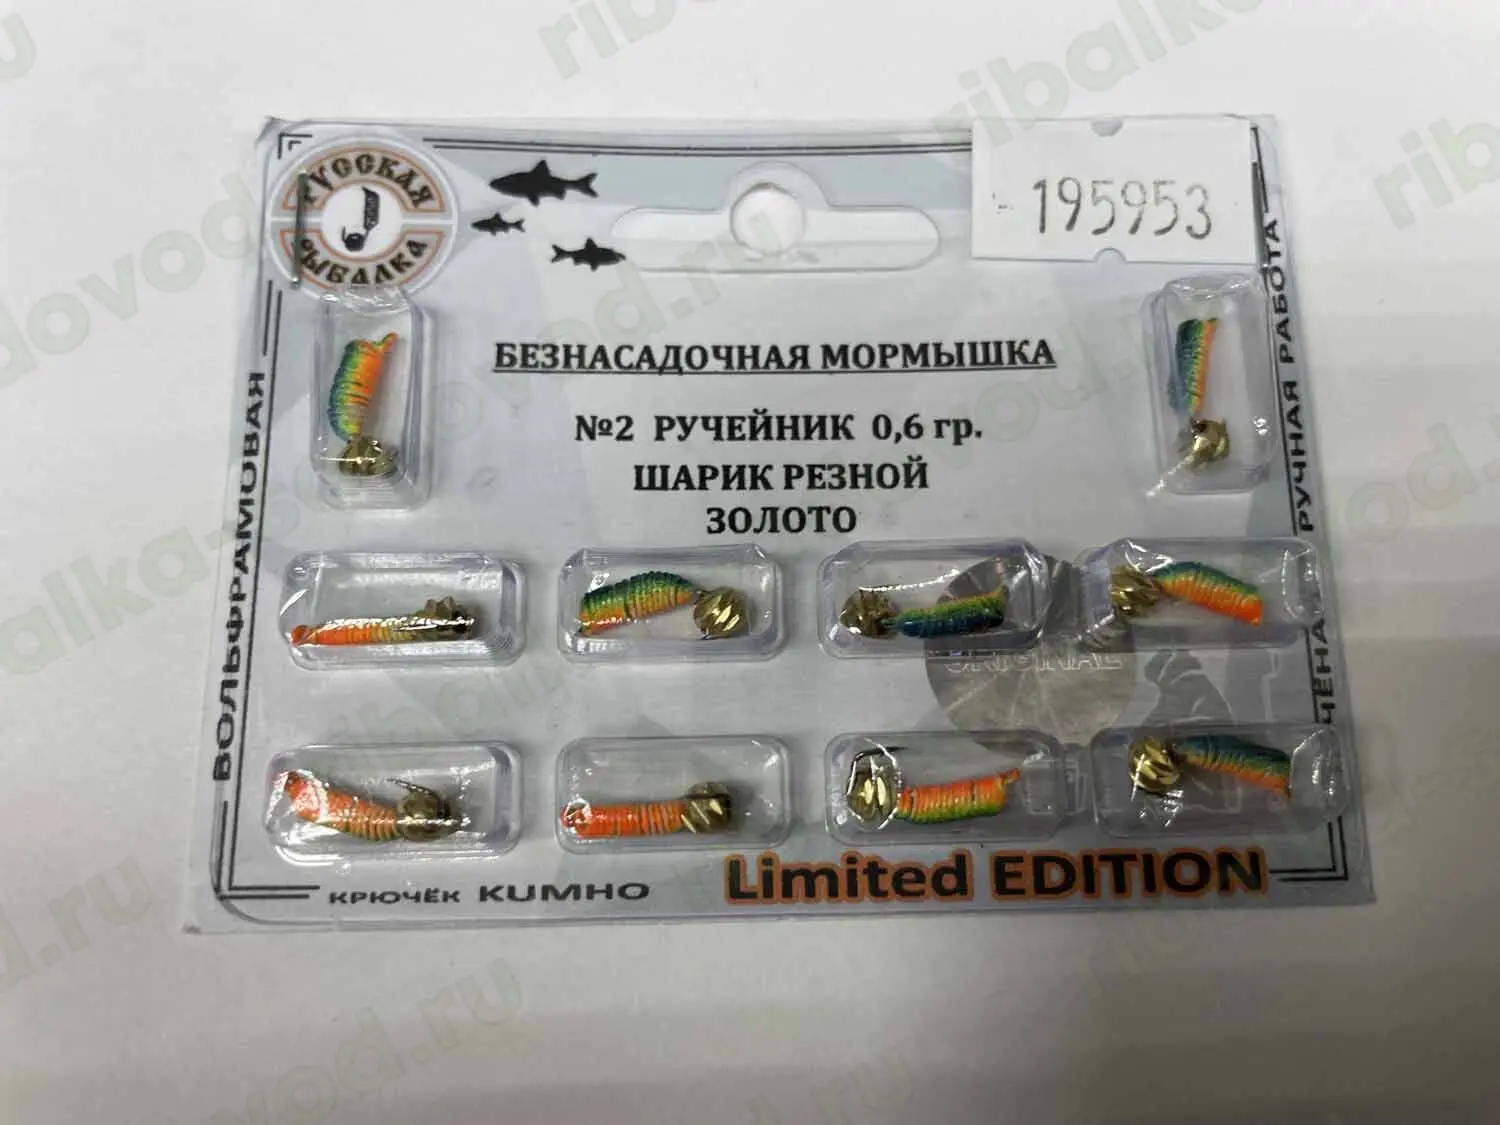 РУССКАЯ
РЫБАЛКА
195953
БЕЗНАСАДОЧНАЯ МОРМЫШКА
№2 РУЧЕЙНИК 0,6 гр.
ШАРИК РЕЗНОЙ
ЗОЛОТО
ВОЛЬФРАМОВАЯ
РУЧНАЯ РАБОТА
ORIGINAL
КРЮЧЁК KUMHO
Limited EDITION